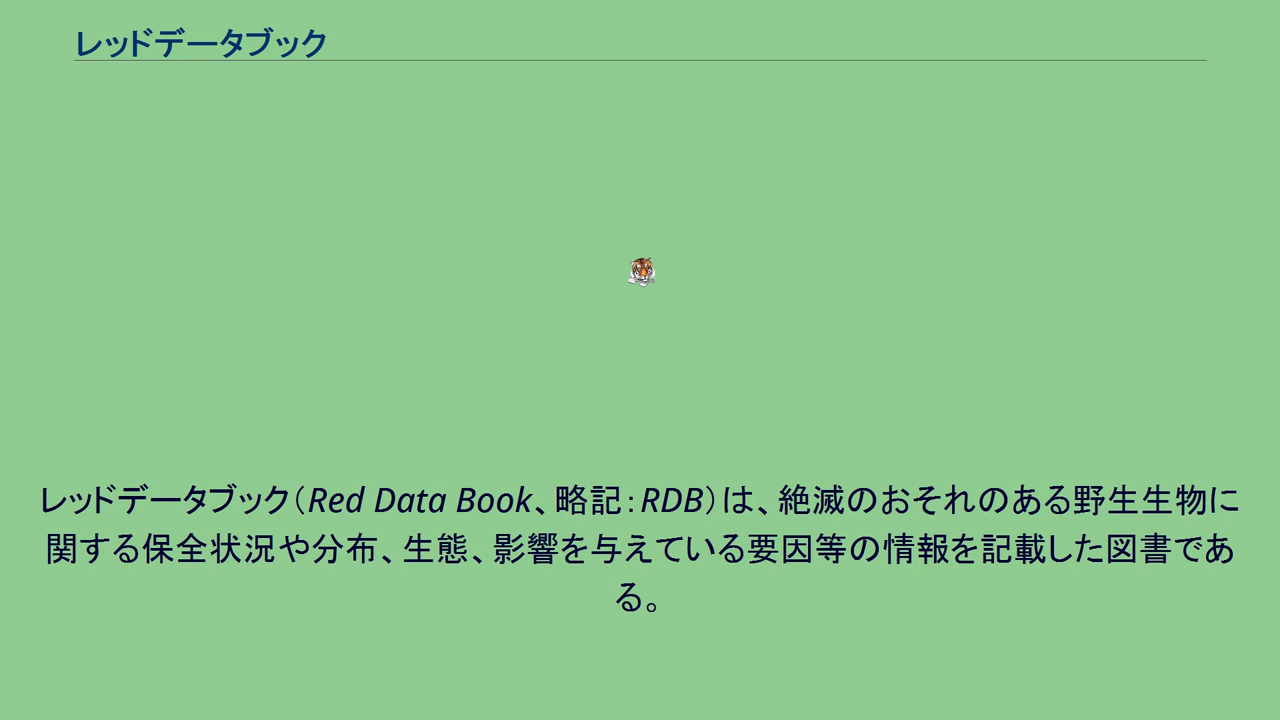 レッドデータブック
レッドデータブック(Red Data Book、略記:RDB)は、絶滅のおそれのある野生生物に
関する保全状況や分布、生態、影響を与えている要因等の情報を記載した図書であ
る。